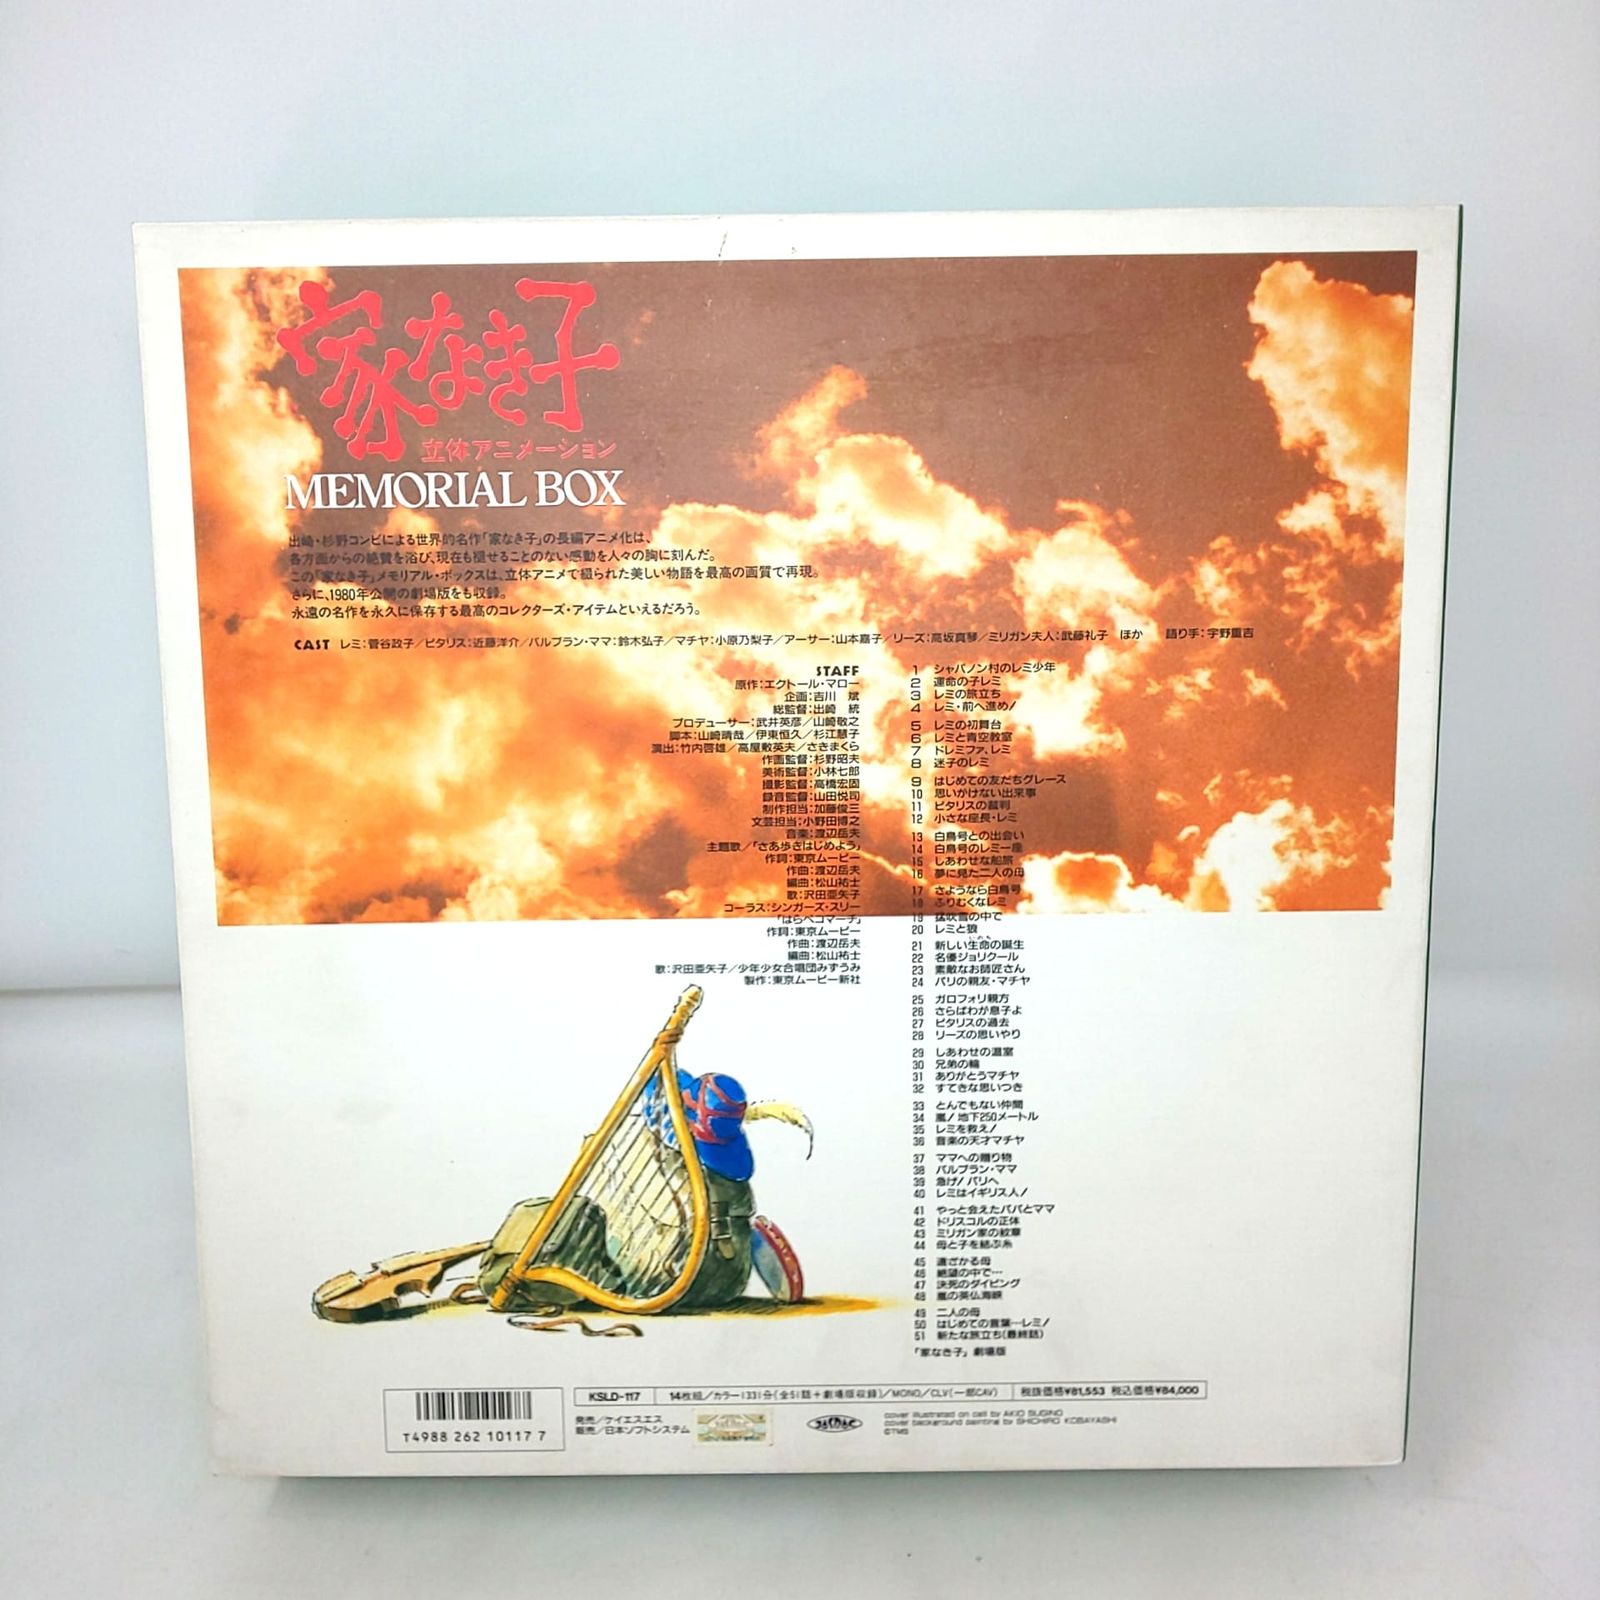 家なき子
立体アニメーション
MEMORIAL BOX
出﨑・杉野コンビによる世界的名作「家なき子」の長編アニメ化は、
各方面からの絶賛を浴び、現在も褪せることのない感動を人々の胸に刻んだ。
この「家なき子」メモリアル・ボックスは、立体アニメで綴られた美しい物語を最高の画質で再現。
さらに、1980年公開の劇場版をも収録。
永遠の名作を永久に保存する最高のコレクターズ・アイテムといえるだろう。
CAST レミ:菅谷政子/ビタリス:近藤洋介/バルブラン・ママ:鈴木弘子/マチヤ:小原乃梨子/アーサー:山本嘉子/リーズ:高坂真琴/ミリガン夫人:武藤礼子 ほか 語り手:宇野重吉
STAFF
原作:エクトール・マロー
企画:吉川 斌
総監督:出﨑 統
プロデューサー:武井英彦/山﨑敬之
脚本:山崎晴哉/伊東恒久/杉江慧子
演出:竹内啓雄/高屋敷英夫/さきまくら
作画監督:杉野昭夫
美術監督:小林七郎
撮影監督:高橋宏固
録音監督:山田悦司
制作担当:加藤俊三
文芸担当:小野田博之
音楽:渡辺岳夫
主題歌/「さあ歩きはじめよう」
作詞:東京ムービー
作曲:渡辺岳夫
編曲:松山祐士
歌:沢田亜矢子
コーラス:シンガーズ・スリー
「はらペコマーチ」
作詞:東京ムービー
作曲:渡辺岳夫
編曲:松山祐士
歌:沢田亜矢子/少年少女合唱団みずうみ
製作:東京ムービー新社
1 シャバノン村のレミ少年
2 運命の子レミ
3 レミの旅立ち
4 レミ・前へ進め!
5 レミの初舞台
6 レミと青空教室
7 ドレミファ、レミ
8 迷子のレミ
9 はじめての友だちグレース
10 思いかけない出来事
11 ビタリスの裁判
12 小さな座長・レミ
13 白鳥号との出会い
14 白鳥号のレミ一座
15 しあわせな船旅
16 夢に見た二人の母
17 さようなら白鳥号
18 ふりむくなレミ
19 猛吹雪の中で
20 レミと狼
21 新しい生命の誕生
22 名優ジョリクール
23 素敵なお師匠さん
24 パリの親友・マチヤ
25 ガロフォリ親方
26 さらばわが息子よ
27 ビタリスの過去
28 リーズの思いやり
29 しあわせの温室
30 兄弟の輪
31 ありがとうマチヤ
32 すてきな思いつき
33 とんでもない仲間
34 嵐!地下250メートル
35 レミを救え!
36 音楽の天才マチヤ
37 ママへの贈り物
38 バルブラン・ママ
39 急げ!パリへ
40 レミはイギリス人!
41 やっと会えたパパとママ
42 ドリスコルの正体
43 ミリガン家の紋章
44 母と子を結ぶ糸
45 遠ざかる母
46 絶望の中で…
47 決死のダイビング
48 嵐の英仏海峡
49 二人の母
50 はじめての言葉…レミ!
51 新たな旅立ち(最終話)
「家なき子」劇場版
T4988 262 10117 7
KSLD-117 14枚組/カラー1331分(全51話+劇場版収録)/MONO/CLV(一部CAV) 税抜価格¥81,553 税込価格¥84,000
発売/ケイエスエス
販売/日本ソフトシステム
cover illustrated on cell by AKIO SUGINO
cover background painting by SHICHIRO KOBAYASHI
©TMS